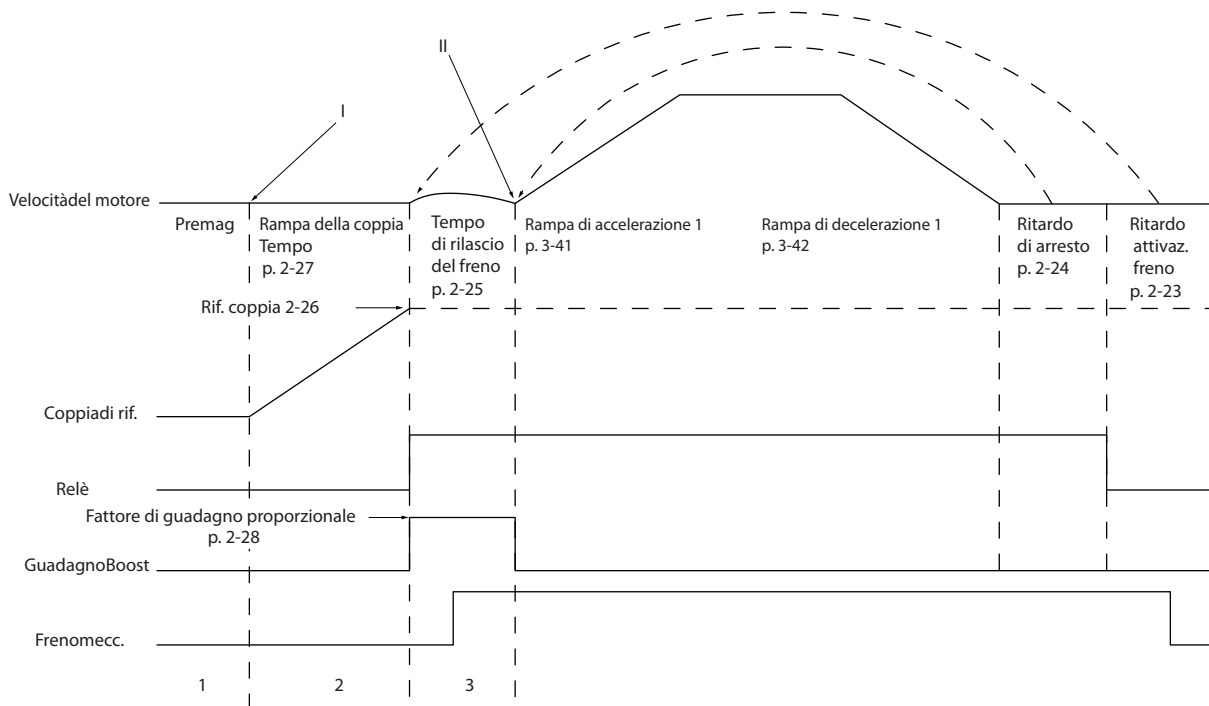 II
I
Velocitàdel motore
Premag
Rampa della coppia
Tempo
p. 2-27
Tempo
di rilascio
del freno
p. 2-25
Rampa di accelerazione 1
p. 3-41
Rampa di decelerazione 1
p. 3-42
Ritardo
di arresto
p. 2-24
Ritardo
attivaz.
freno
p. 2-23
Rif. coppia 2-26
Coppiadi rif.
Relè
Fattore di guadagno proporzionale
p. 2-28
GuadagnoBoost
Frenomecc.
1
2
3